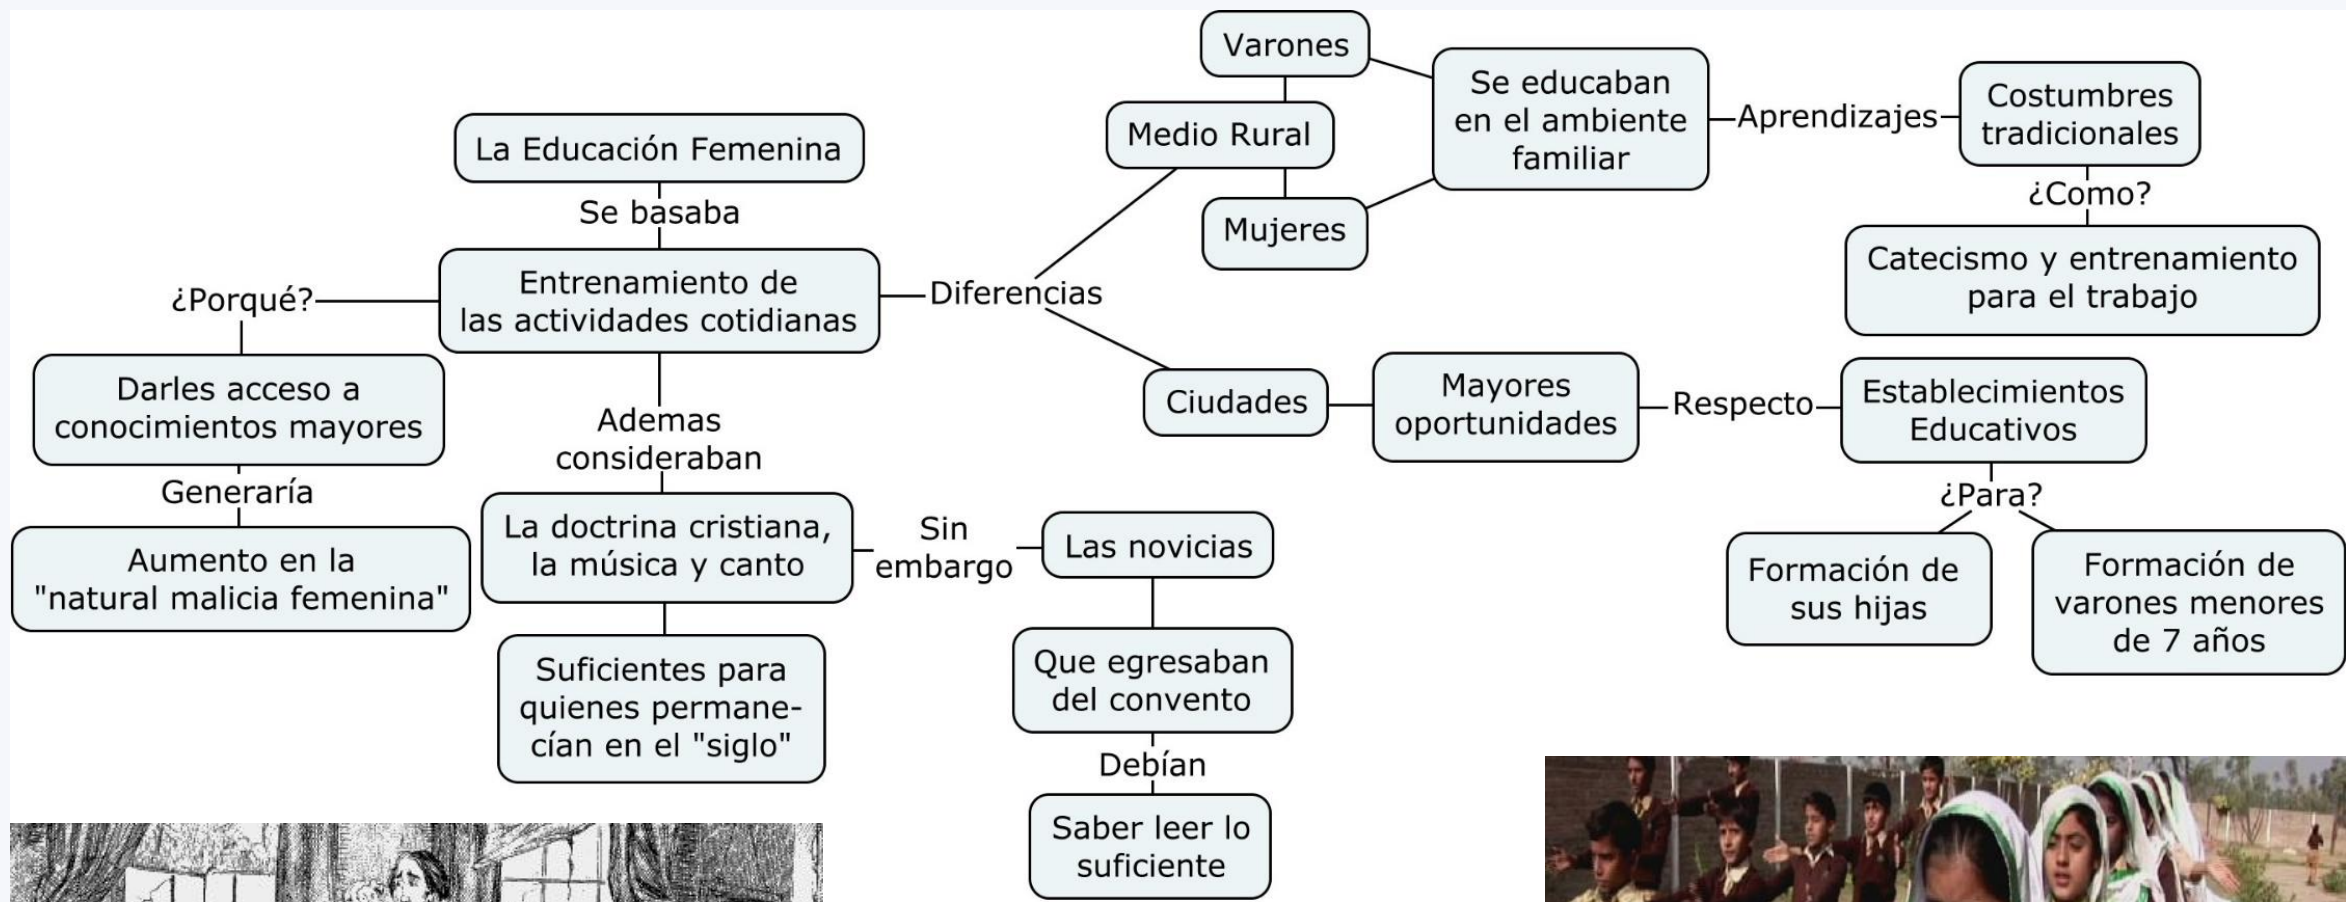 La Educación Femenina
Se basaba
Entrenamiento de
las actividades cotidianas
¿Porqué?
Darles acceso a
conocimientos mayores
Generaría
Aumento en la
"natural malicia femenina"
Ademas
consideraban
La doctrina cristiana,
la música y canto
Suficientes para
quienes permane-
cían en el "siglo"
Sin
embargo
Las novicias
Que egresaban
del convento
Debían
Saber leer lo
suficiente
Diferencias
Medio Rural
Varones
Mujeres
Se educaban
en el ambiente
familiar
Aprendizajes
Costumbres
tradicionales
¿Como?
Catecismo y entrenamiento
para el trabajo
Ciudades
Mayores
oportunidades
Respecto
Establecimientos
Educativos
¿Para?
Formación de
sus hijas
Formación de
varones menores
de 7 años